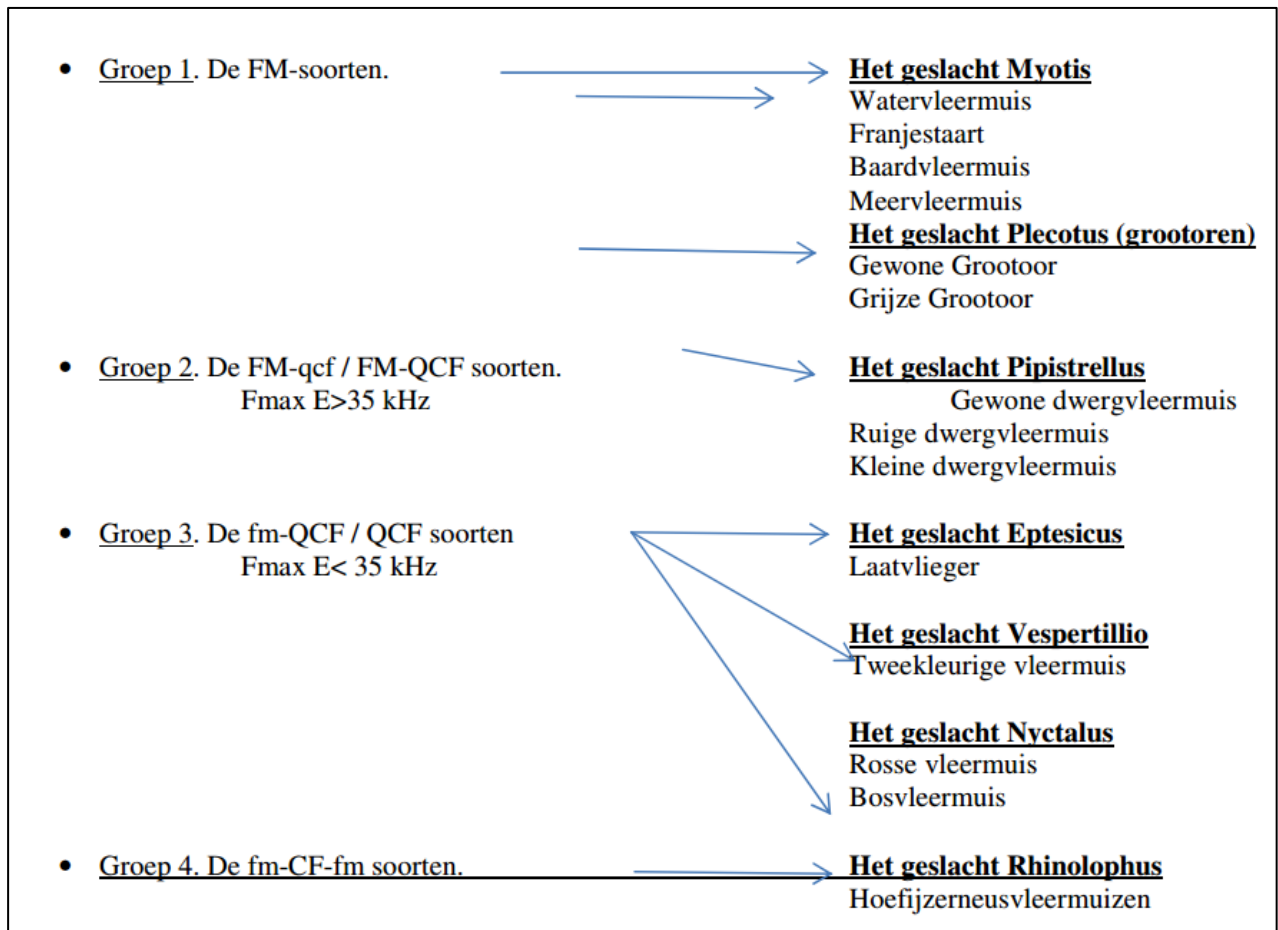 • Groep 1. De FM-soorten. Het geslacht Myotis
Watervleermuis
Franjestaart
Baardvleermuis
Meervleermuis
Het geslacht Plecotus (grootoren)
Gewone Grootoor
Grijze Grootoor
• Groep 2. De FM-qcf / FM-QCF soorten. Het geslacht Pipistrellus
Fmax E>35 kHz Gewone dwergvleermuis
Ruige dwergvleermuis
Kleine dwergvleermuis
• Groep 3. De fm-QCF / QCF soorten Het geslacht Eptesicus
Fmax E< 35 kHz Laatvlieger
Het geslacht Vespertillio
Tweekleurige vleermuis
Het geslacht Nyctalus
Rosse vleermuis
Bosvleermuis
• Groep 4. De fm-CF-fm soorten. Het geslacht Rhinolophus
Hoefijzerneusvleermuizen